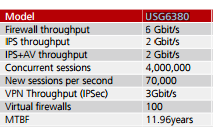 Model USG6380
Firewall throughput 6 Gbit/s
IPS throughput 2 Gbit/s
IPS+AV throughput 2 Gbit/s
Concurrent sessions 4,000,000
New sessions per second 70,000
VPN Throughput (IPSec) 3Gbit/s
Virtual firewalls 100
MTBF 11.96years